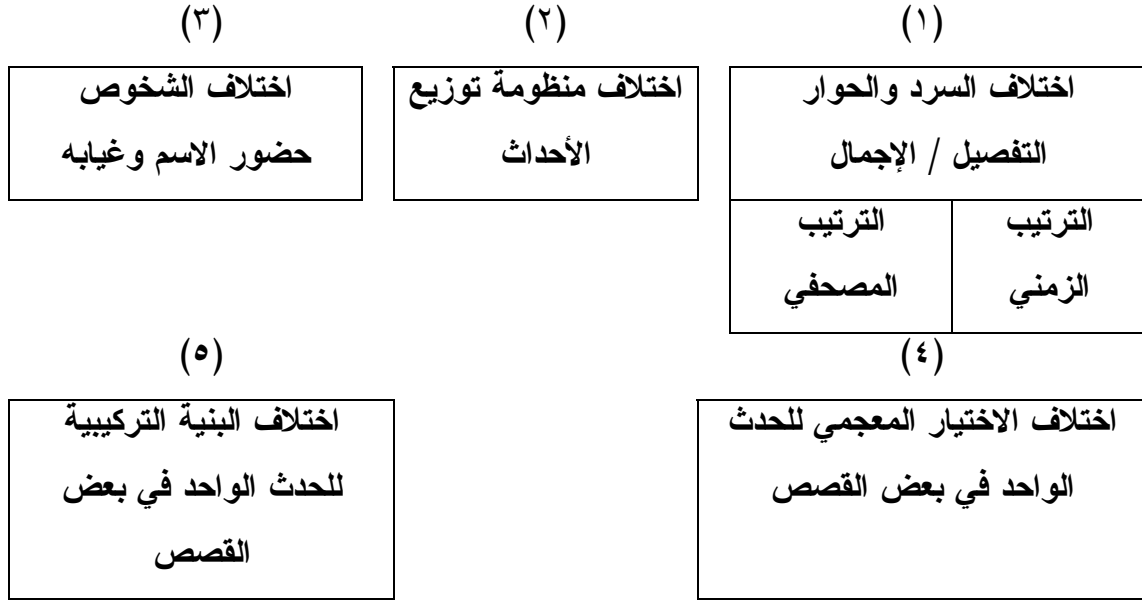 (١)
(٢)
(٣)
اختلاف السرد والحوار
التفصيل / الإجمال
الترتيب
الزمني
الترتيب
المصحفي
اختلاف منظومة توزيع
الأحداث
اختلاف الشخوص
حضور الاسم وغيابه
(٤)
(٥)
اختلاف الاختيار المعجمي للحدث
الواحد في بعض القصص
اختلاف البنية التركيبية
للحدث الواحد في بعض
القصص